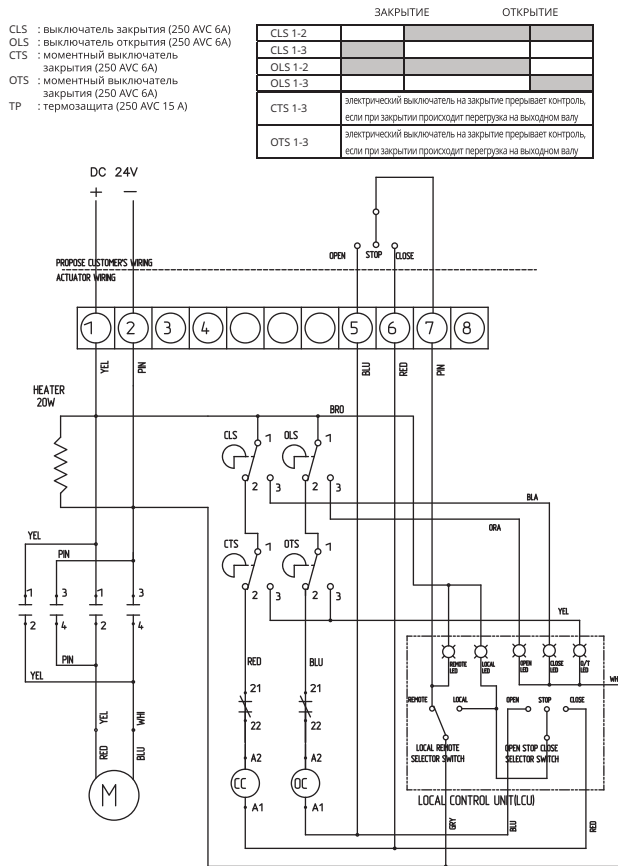 ЗАКРЫТИЕ ОТКРЫТИЕ
CLS : выключатель закрытия (250 AVC 6A)
OLS : выключатель открытия (250 AVC 6A)
CTS : моментный выключатель
закрытия (250 AVC 6A)
OTS : моментный выключатель
закрытия (250 AVC 6A)
TP : термозащита (250 AVC 15 A)
CLS 1-2
CLS 1-3
OLS 1-2
OLS 1-3
CTS 1-3
электрический выключатель на закрытие прерывает контроль,
если при закрытии происходит перегрузка на выходном валу
OTS 1-3
электрический выключатель на закрытие прерывает контроль,
если при закрытии происходит перегрузка на выходном валу
DC 24V
+ −
OPEN STOP CLOSE
PROPOSE CUSTOMER'S WIRING
ACTUATOR WIRING
1 2 3 4 5 6 7 8
YEL PIN BLU RED PIN
HEATER
20W
BRO
CLS 1 OLS 1
2 3 2 3
BLA
ORA
YEL
PIN
CTS 1 OTS 1
2 3 2 3
1 3 1 3
2 4 2 4
YEL
PIN
YEL
RED BLU
REMOTE
LED
LOCAL
LED
OPEN
LED
CLOSE
LED
O/T
LED
WHI
21 21
22 22
REMOTE LOCAL OPEN STOP CLOSE
YEL WHI
RED BLU
LOCAL REMOTE
SELECTOR SWITCH
OPEN STOP CLOSE
SELECTOR SWITCH
A2 A2
M CC OC
A1 A1
LOCAL CONTROL UNIT(LCU)
GRY BLU RED